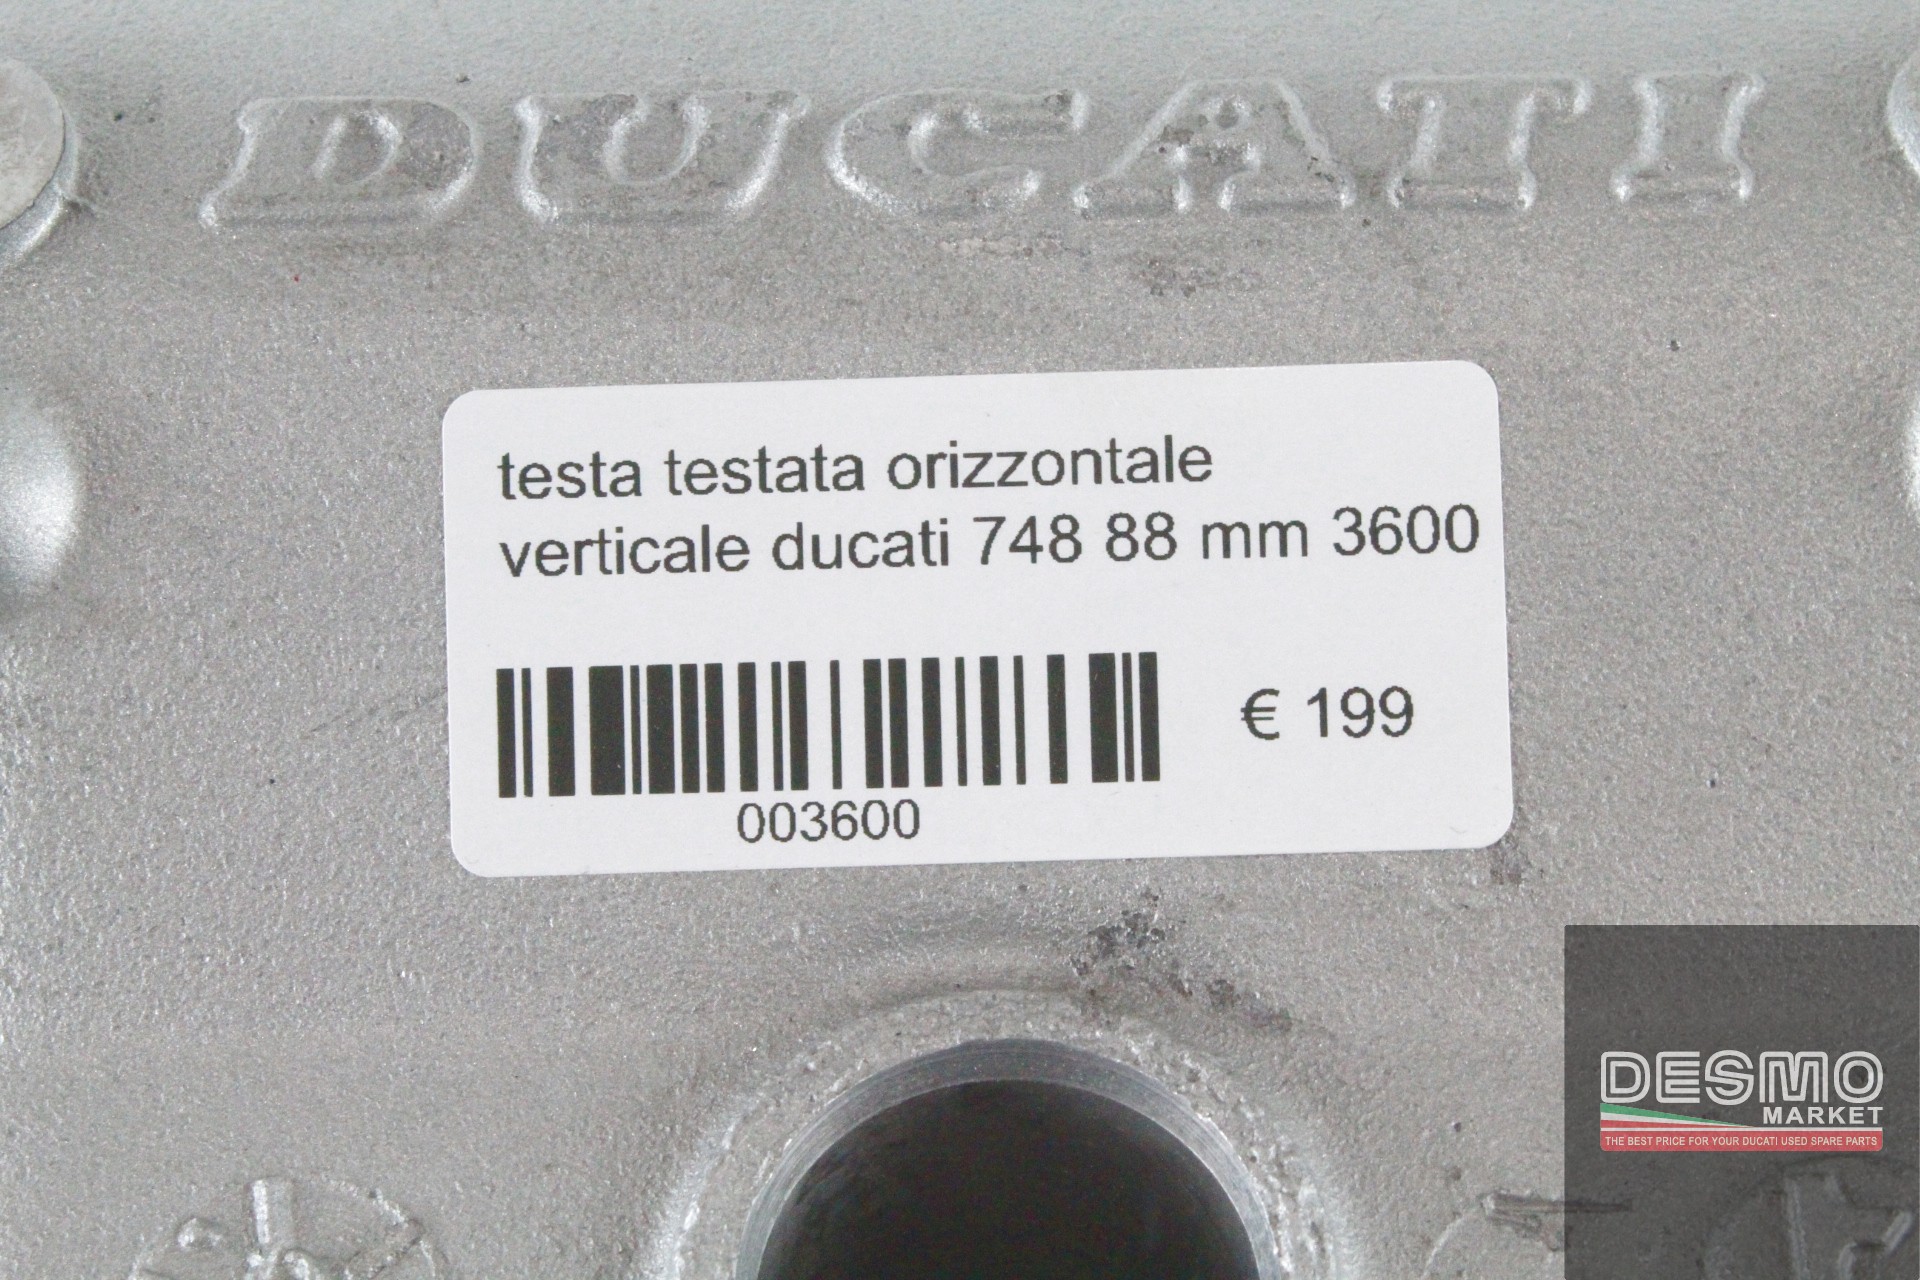 DUCATI
testa testata orizzontale
verticale ducati 748 88 mm 3600
€ 199
003600
DESMO
MARKET
THE BEST PRICE FOR YOUR DUCATI USED SPARE PARTS